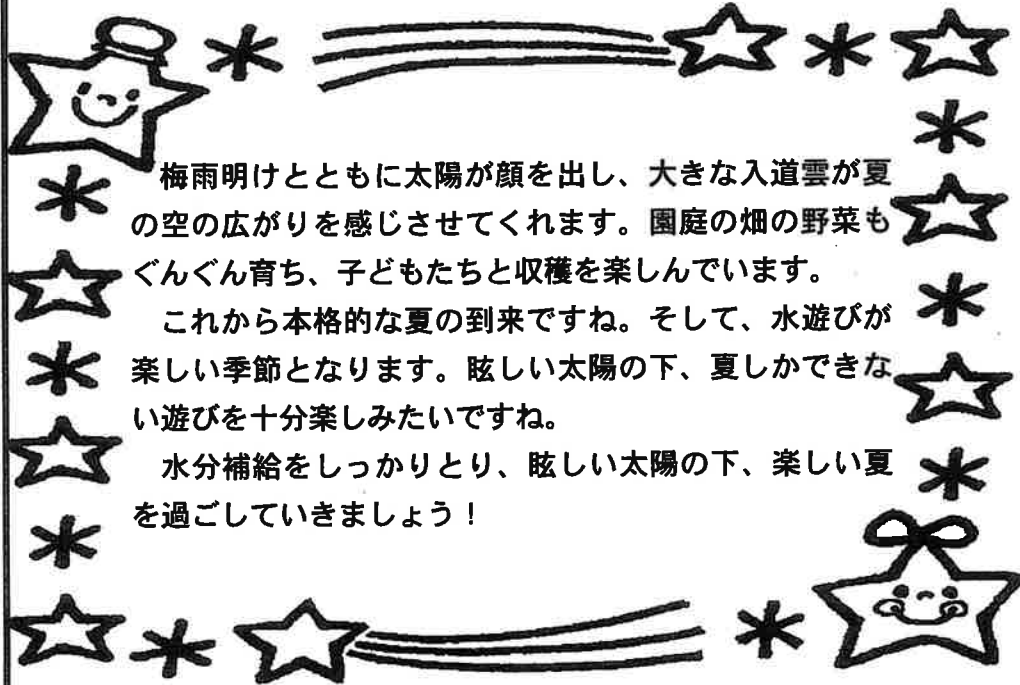 梅雨明けとともに太陽が顔を出し、大きな入道雲が夏
の空の広がりを感じさせてくれます。園庭の畑の野菜も
ぐんぐん育ち、子どもたちと収穫を楽しんでいます。
　これから本格的な夏の到来ですね。そして、水遊びが
楽しい季節となります。眩しい太陽の下、夏しかできな
い遊びを十分楽しみたいですね。
　水分補給をしっかりとり、眩しい太陽の下、楽しい夏
を過ごしていきましょう！